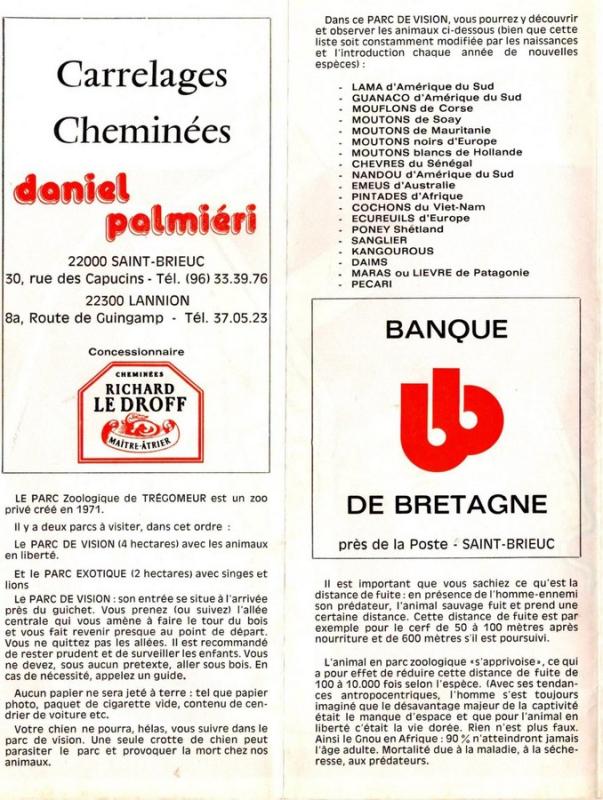 Carrelages
Cheminées
daniel
palmiéri
22000 SAINT-BRIEUC
30, rue des Capucins - Tél. (96) 33.39.76
22300 LANNION
8a, Route de Guingamp - Tél. 37.05.23
Concessionnaire
CHEMINÉES
RICHARD
LE DROFF
MAÎTRE-ÂTRIER
LE PARC Zoologique de TRÉGOMEUR est un zoo
privé créé en 1971.
Il y a deux parcs à visiter, dans cet ordre :
Le PARC DE VISION (4 hectares) avec les animaux
en liberté.
Et le PARC EXOTIQUE (2 hectares) avec singes et
lions
Le PARC DE VISION : son entrée se situe à l'arrivée
près du guichet. Vous prenez (ou suivez) l'allée
centrale qui vous amène à faire le tour du bois
et vous fait revenir presque au point de départ.
Vous ne quittez pas les allées. Il est recommandé
de rester prudent et de surveiller les enfants. Vous
ne devez, sous aucun pretexte, aller sous bois. En
cas de nécessité, appelez un guide.
Aucun papier ne sera jeté à terre : tel que papier
photo, paquet de cigarette vide, contenu de cen-
drier de voiture etc.
Votre chien ne pourra, hélas, vous suivre dans le
parc de vision. Une seule crotte de chien peut
parasiter le parc et provoquer la mort chez nos
animaux.
Dans ce PARC DE VISION, vous pourrez y découvrir
et observer les animaux ci-dessous (bien que cette
liste soit constamment modifiée par les naissances
et l'introduction chaque année de nouvelles
espèces) :
- LAMA d'Amérique du Sud
- GUANACO d'Amérique du Sud
- MOUFLONS de Corse
- MOUTONS de Soay
- MOUTONS de Mauritanie
- MOUTONS noirs d'Europe
- MOUTONS blancs de Hollande
- CHEVRES du Sénégal
- NANDOU d'Amérique du Sud
- EMEUS d'Australie
- PINTADES d'Afrique
- COCHONS du Viet-Nam
- ECUREUILS d'Europe
- PONEY Shétland
- SANGLIER
- KANGOUROUS
- DAIMS
- MARAS ou LIEVRE de Patagonie
- PECARI
BANQUE
bb
DE BRETAGNE
près de la Poste - SAINT-BRIEUC
Il est important que vous sachiez ce qu'est la
distance de fuite : en présence de l'homme-ennemi
son prédateur, l'animal sauvage fuit et prend une
certaine distance. Cette distance de fuite est par
exemple pour le cerf de 50 à 100 mètres après
nourriture et de 600 mètres s'il est poursuivi.
L'animal en parc zoologique «s'apprivoise», ce qui
a pour effet de réduire cette distance de fuite de
100 à 10.000 fois selon l'espèce. (Avec ses tendan-
ces antropocentriques, l'homme s'est toujours
imaginé que le désavantage majeur de la captivité
était le manque d'espace et que pour l'animal en
liberté c'était la vie dorée. Rien n'est plus faux.
Ainsi le Gnou en Afrique : 90 % n'atteindront jamais
l'âge adulte. Mortalité due à la maladie, à la séche-
resse, aux prédateurs.